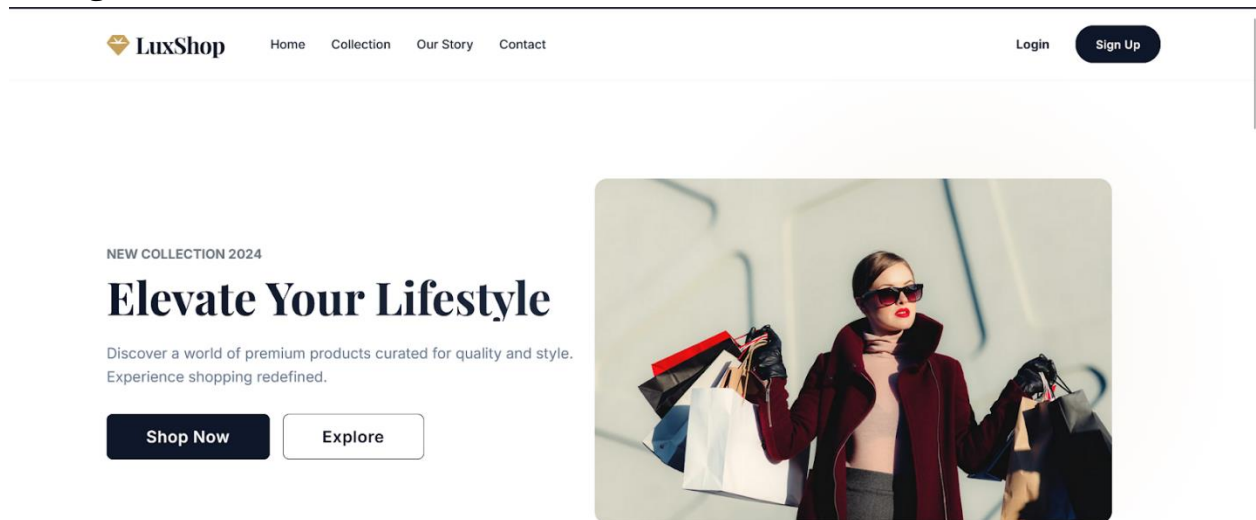 LuxShop
Home Collection Our Story Contact
Login Sign Up
NEW COLLECTION 2024
Elevate Your Lifestyle
Discover a world of premium products curated for quality and style.
Experience shopping redefined.
Shop Now Explore